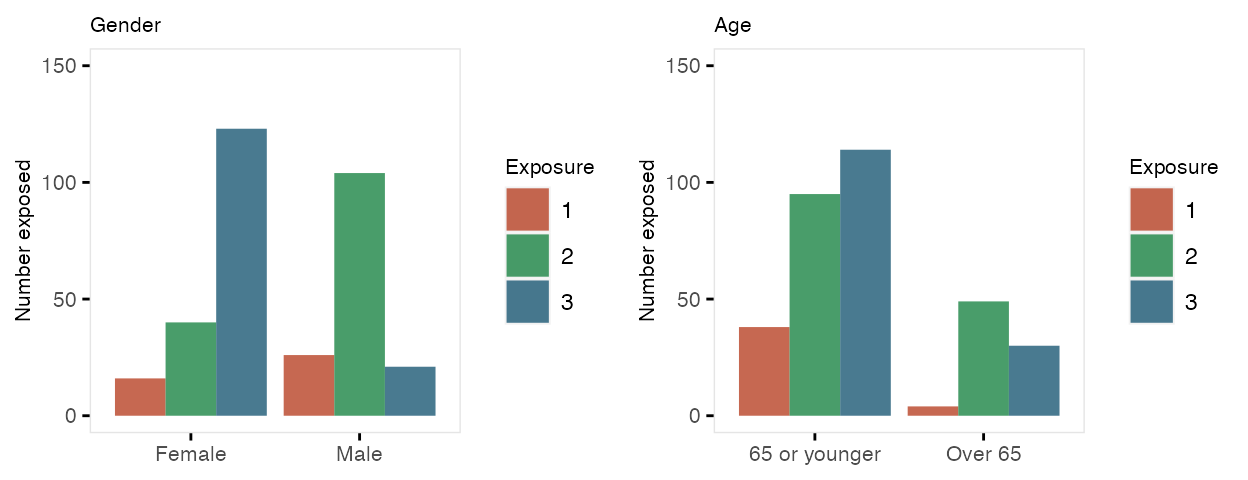 Gender
150
100
50
0
Number exposed
Female Male
Exposure
1
2
3
Age
150
100
50
0
Number exposed
65 or younger Over 65
Exposure
1
2
3